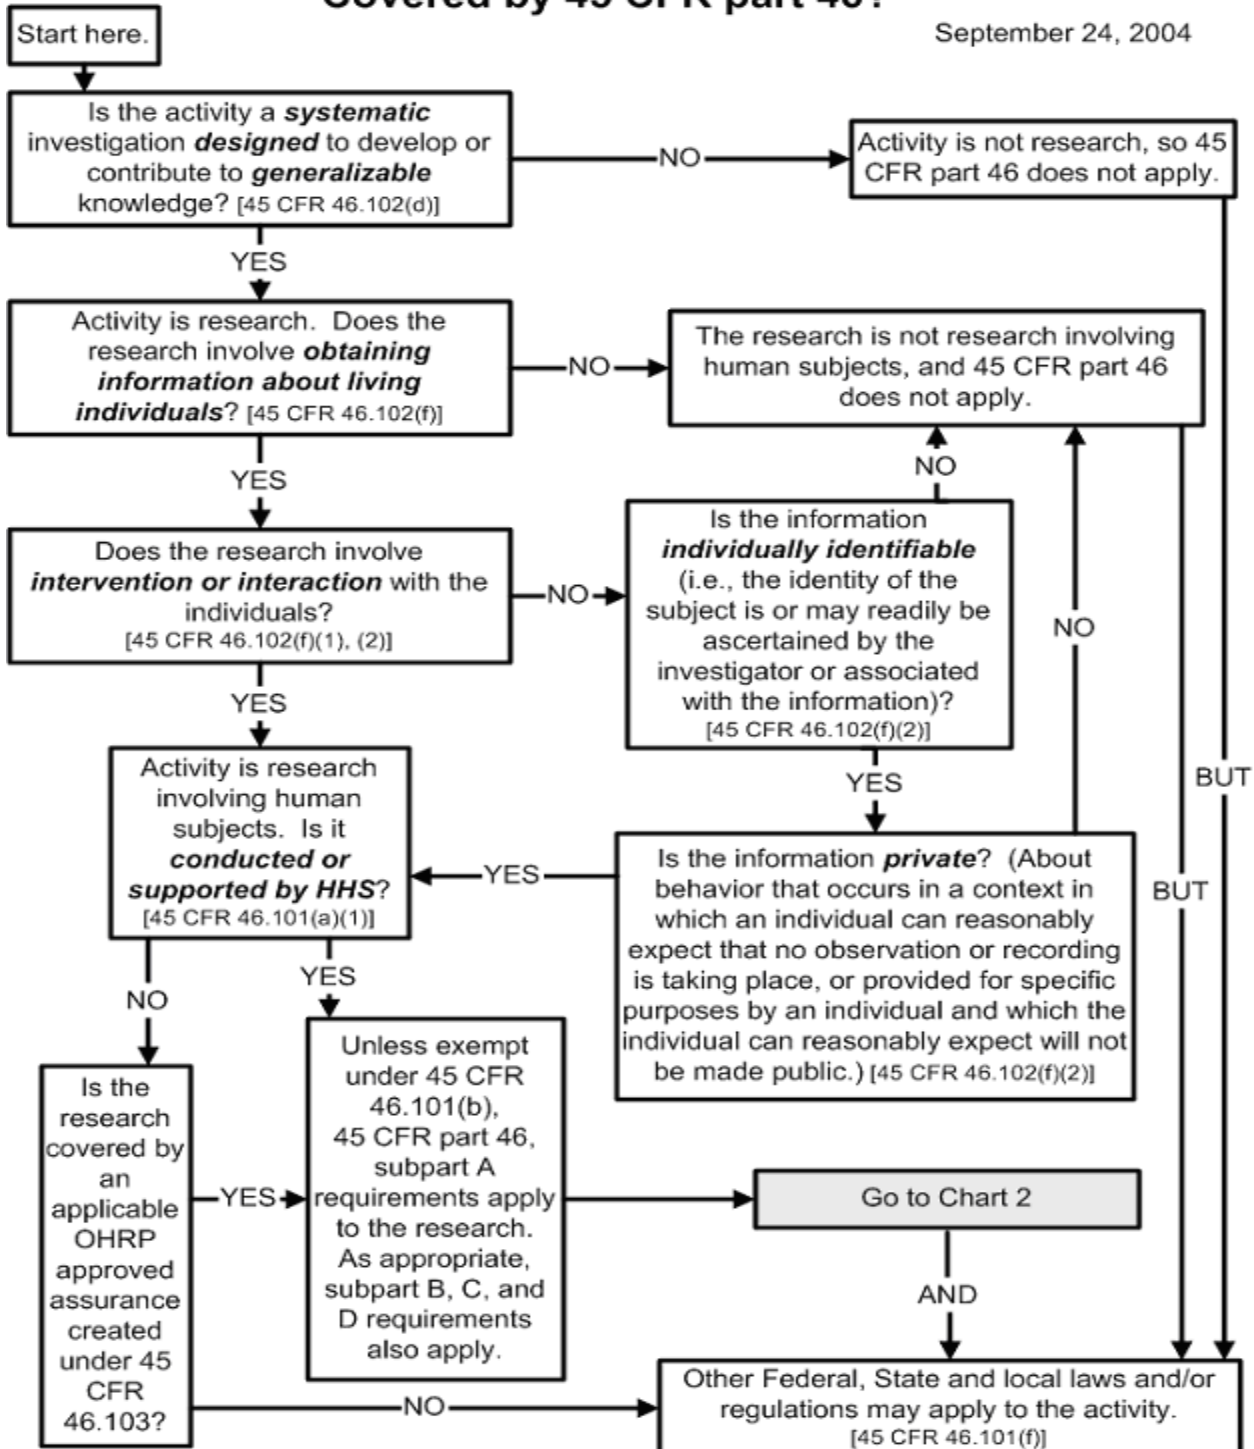 Covered by 45 CFR part 46?
September 24, 2004
Start here.
Is the activity a systematic
investigation designed to develop or
contribute to generalizable
knowledge? [45 CFR 46.102(d)]
NO
Activity is not research, so 45
CFR part 46 does not apply.
YES
Activity is research. Does the
research involve obtaining
information about living
individuals? [45 CFR 46.102(f)]
NO
The research is not research involving
human subjects, and 45 CFR part 46
does not apply.
YES
NO
Does the research involve
intervention or interaction with the
individuals?
[45 CFR 46.102(f)(1), (2)]
NO
Is the information
individually identifiable
(i.e., the identity of the
subject is or may readily be
ascertained by the
investigator or associated
with the information)?
[45 CFR 46.102(f)(2)]
NO
YES
YES
BUT
Activity is research
involving human
subjects. Is it
conducted or
supported by HHS?
[45 CFR 46.101(a)(1)]
YES
Is the information private? (About
behavior that occurs in a context in
which an individual can reasonably
expect that no observation or recording
is taking place, or provided for specific
purposes by an individual and which the
individual can reasonably expect will not
be made public.) [45 CFR 46.102(f)(2)]
BUT
NO
YES
Is the
research
covered by
an
applicable
OHRP
approved
assurance
created
under 45
CFR
46.103?
YES
Unless exempt
under 45 CFR
46.101(b),
45 CFR part 46,
subpart A
requirements apply
to the research.
As appropriate,
subpart B, C, and
D requirements
also apply.
Go to Chart 2
AND
NO
Other Federal, State and local laws and/or
regulations may apply to the activity.
[45 CFR 46.101(f)]